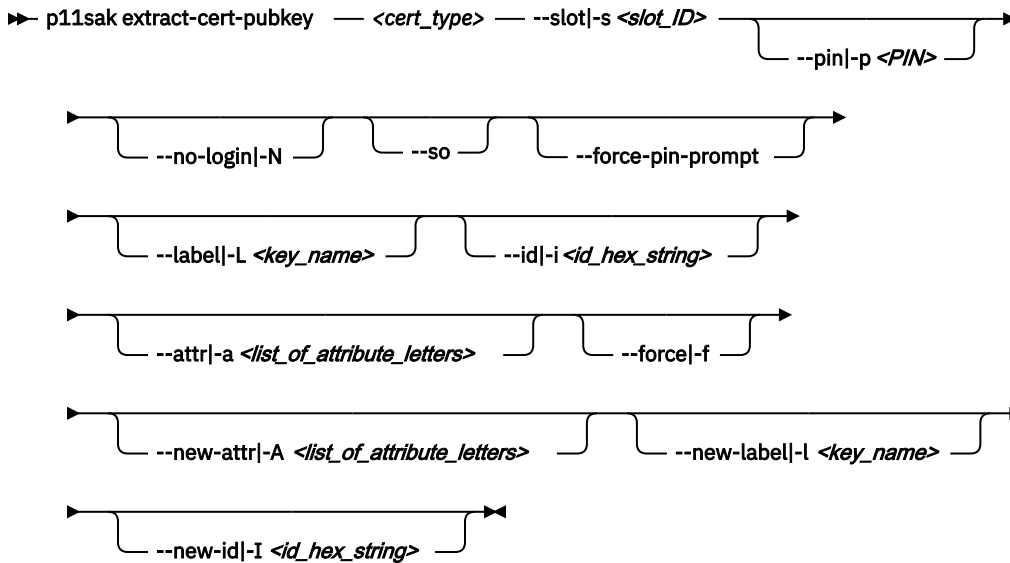 p11sak extract-cert-pubkey <cert_type> --slot|-s <slot_ID>
--pin|-p <PIN>
--no-login|-N --so --force-pin-prompt
--label|-L <key_name> --id|-i <id_hex_string>
--attr|-a <list_of_attribute_letters> --force|-f
--new-attr|-A <list_of_attribute_letters> --new-label|-l <key_name>
--new-id|-I <id_hex_string>